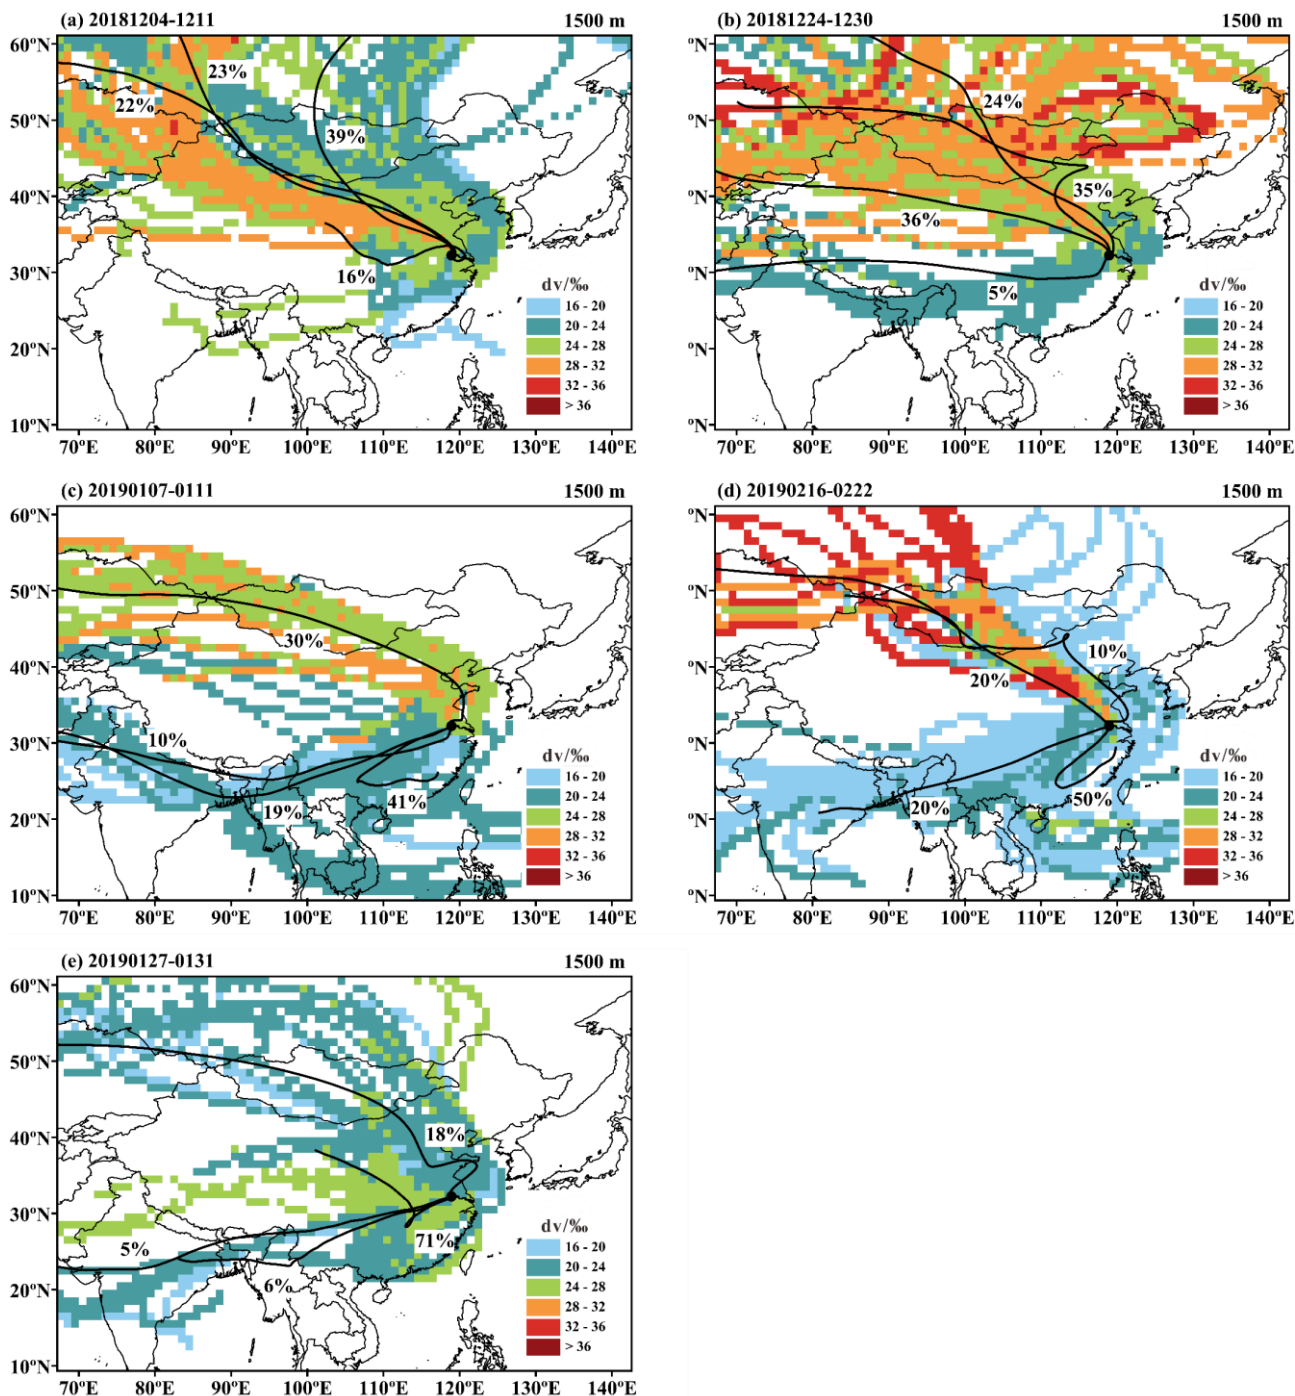 (a) 20181204-1211 1500 m
60°N
50°N
40°N
30°N
20°N
10°N
23%
22%
39%
16%
dv/‰
16 - 20
20 - 24
24 - 28
28 - 32
32 - 36
> 36
70°E 80°E 90°E 100°E 110°E 120°E 130°E 140°E
(b) 20181224-1230 1500 m
°N
°N
°N
°N
°N
°N
24%
35%
36%
5%
dv/‰
16 - 20
20 - 24
24 - 28
28 - 32
32 - 36
> 36
70°E 80°E 90°E 100°E 110°E 120°E 130°E 140°E
(c) 20190107-0111 1500 m
60°N
50°N
40°N
30°N
20°N
10°N
30%
10%
19%
41%
dv/‰
16 - 20
20 - 24
24 - 28
28 - 32
32 - 36
> 36
70°E 80°E 90°E 100°E 110°E 120°E 130°E 140°E
(d) 20190216-0222 1500 m
°N
°N
°N
°N
°N
°N
10%
20%
20%
50%
dv/‰
16 - 20
20 - 24
24 - 28
28 - 32
32 - 36
> 36
70°E 80°E 90°E 100°E 110°E 120°E 130°E 140°E
(e) 20190127-0131 1500 m
60°N
50°N
40°N
30°N
20°N
10°N
18%
71%
5%
6%
dv/‰
16 - 20
20 - 24
24 - 28
28 - 32
32 - 36
> 36
70°E 80°E 90°E 100°E 110°E 120°E 130°E 140°E